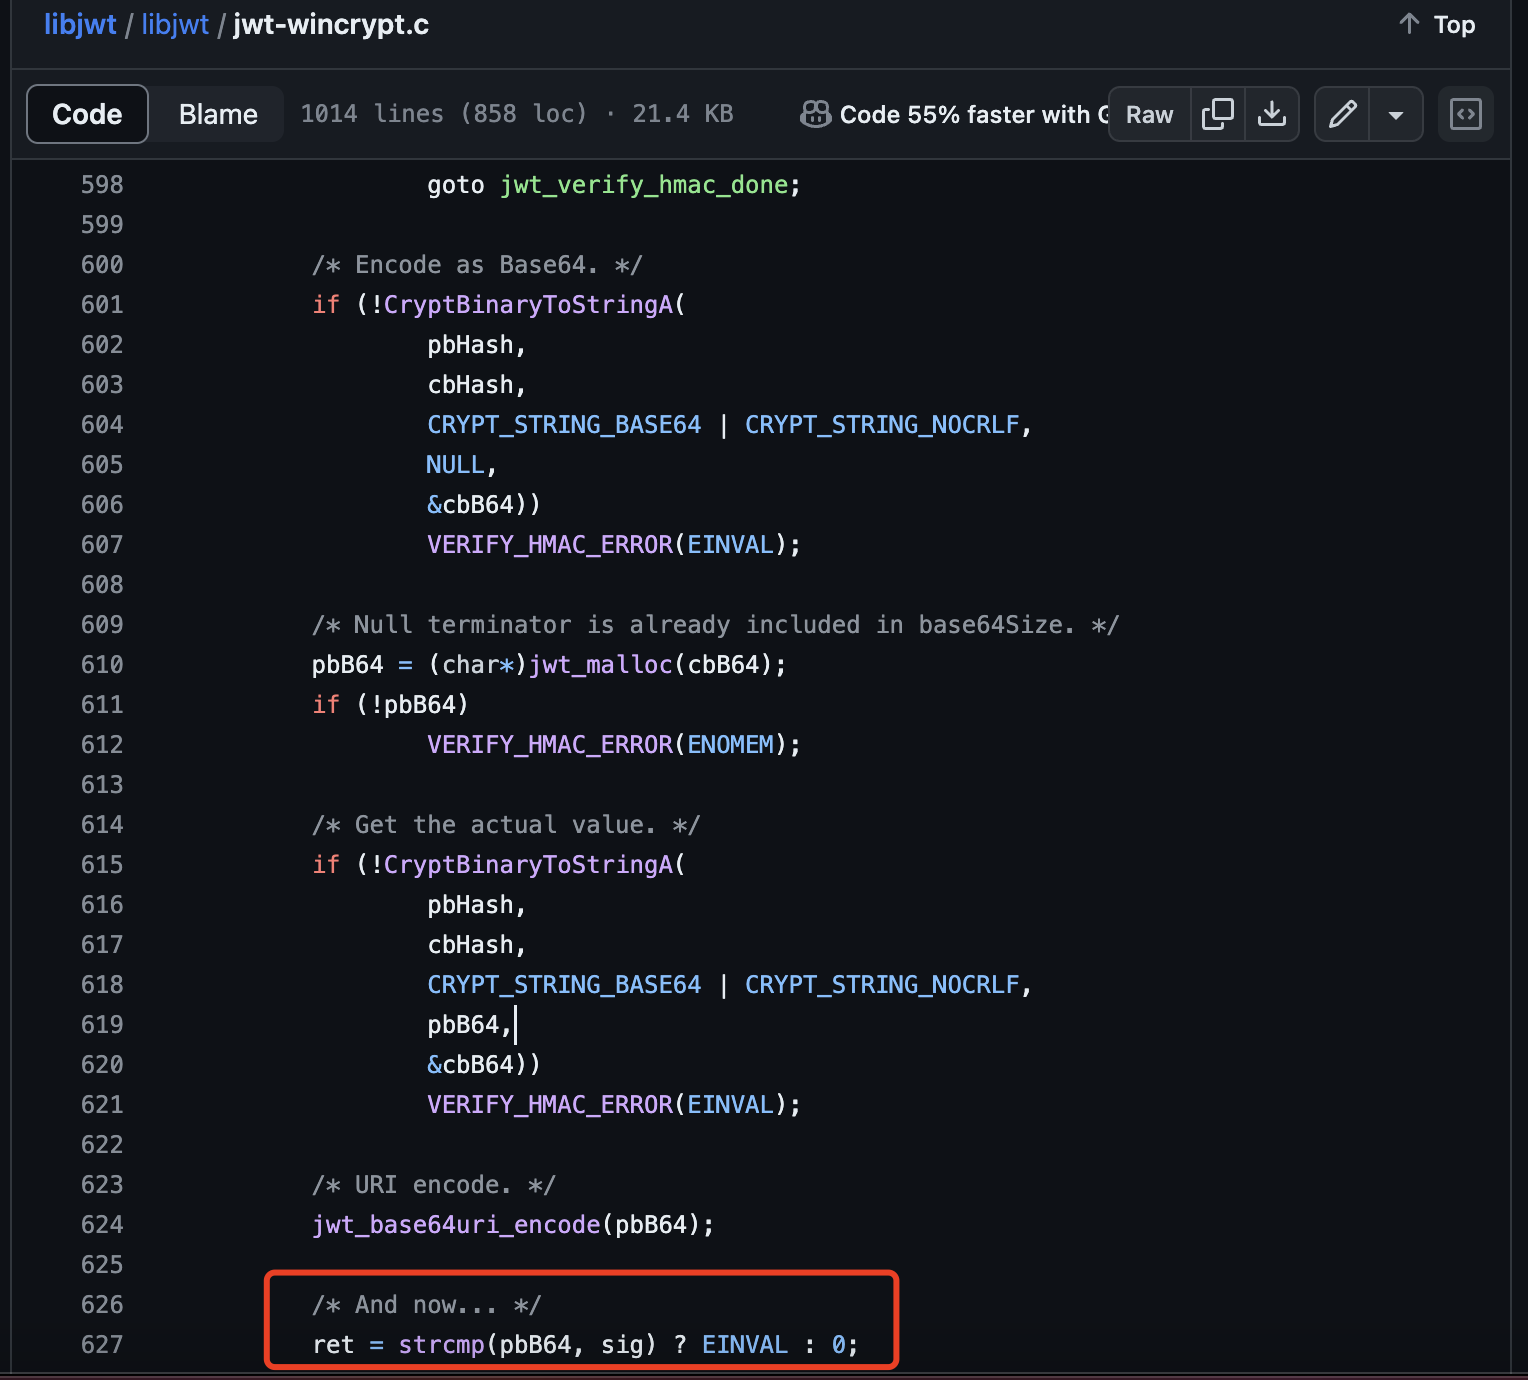 libjwt / libjwt / jwt-wincrypt.c
Top
Code Blame 1014 lines (858 loc) · 21.4 KB Code 55% faster with G Raw
598 goto jwt_verify_hmac_done;
599
600 /* Encode as Base64. */
601 if (!CryptBinaryToStringA(
602 pbHash,
603 cbHash,
604 CRYPT_STRING_BASE64 | CRYPT_STRING_NOCRLF,
605 NULL,
606 &cbB64))
607 VERIFY_HMAC_ERROR(EINVAL);
608
609 /* Null terminator is already included in base64Size. */
610 pbB64 = (char*)jwt_malloc(cbB64);
611 if (!pbB64)
612 VERIFY_HMAC_ERROR(ENOMEM);
613
614 /* Get the actual value. */
615 if (!CryptBinaryToStringA(
616 pbHash,
617 cbHash,
618 CRYPT_STRING_BASE64 | CRYPT_STRING_NOCRLF,
619 pbB64,
620 &cbB64))
621 VERIFY_HMAC_ERROR(EINVAL);
622
623 /* URI encode. */
624 jwt_base64uri_encode(pbB64);
625
626 /* And now... */
627 ret = strcmp(pbB64, sig) ? EINVAL : 0;